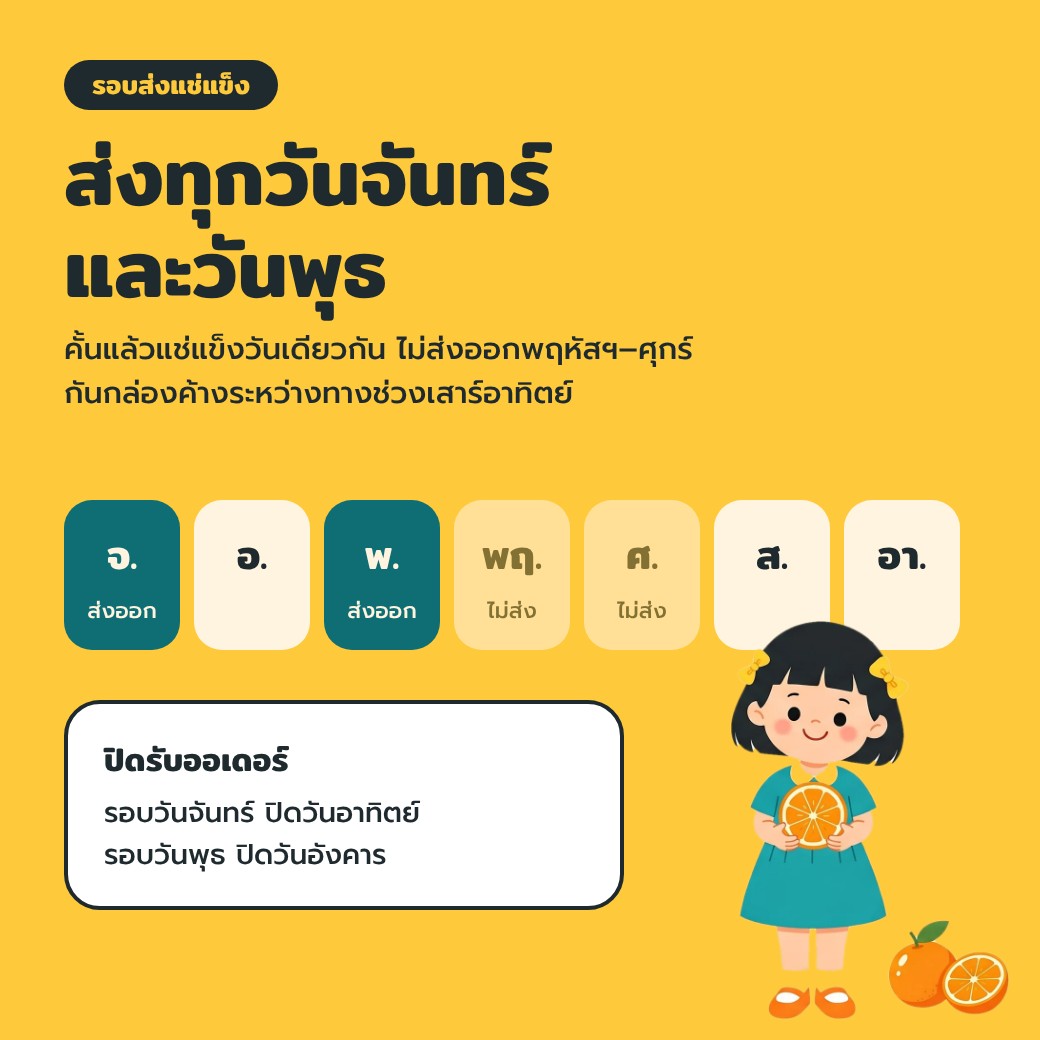 รอบส่งแช่แข็ง
ส่งทุกวันจันทร์
และวันพุธ
คั้นแล้วแช่แข็งวันเดียวกัน ไม่ส่งออกพฤหัสฯ–ศุกร์
กันกล่องค้างระหว่างทางช่วงเสาร์อาทิตย์
จ. อ. พ. พฤ. ศ. ส. อา.
ส่งออก ส่งออก ไม่ส่ง ไม่ส่ง
ปิดรับออเดอร์
รอบวันจันทร์ ปิดวันอาทิตย์
รอบวันพุธ ปิดวันอังคาร